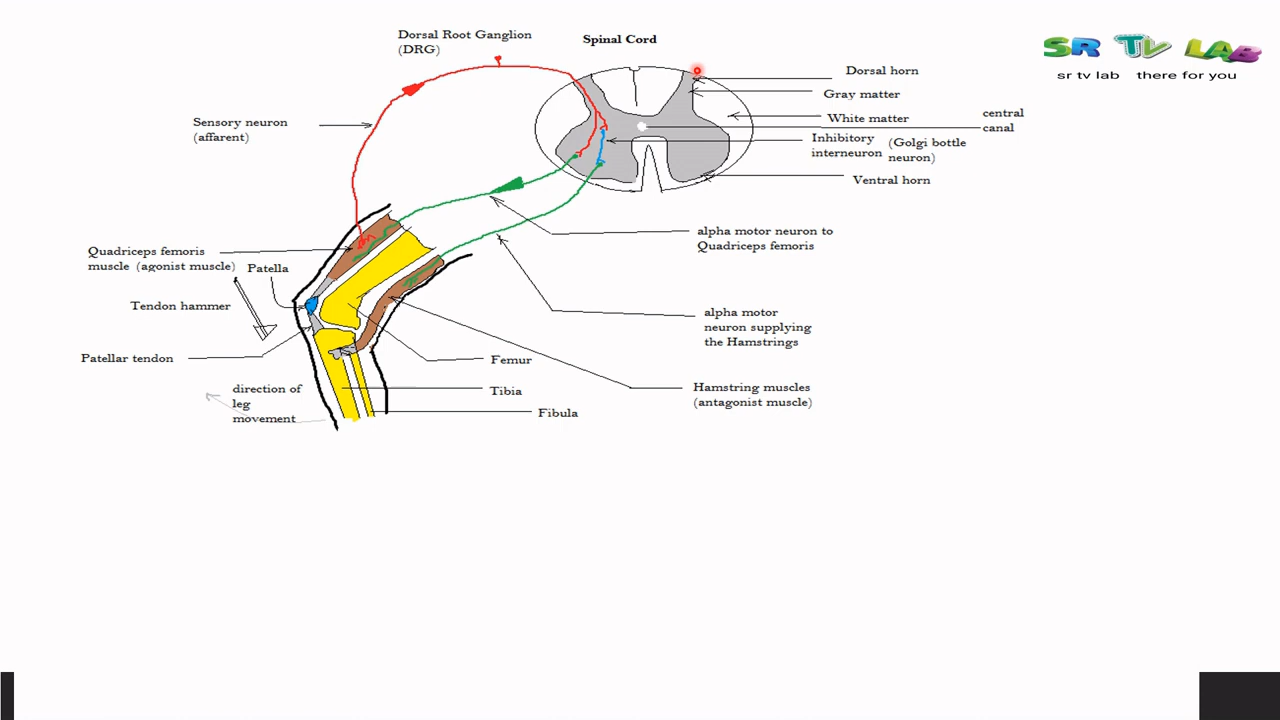 Dorsal Root Ganglion
(DRG)
Spinal Cord
SR TV LAB
sr tv lab there for you
Dorsal horn
Gray matter
central
canal
White matter
Inhibitory
interneuron
(Golgi bottle
neuron)
Ventral horn
Sensory neuron
(affarent)
alpha motor neuron to
Quadriceps femoris
Quadriceps femoris
muscle (agonist muscle)
Patella
Tendon hammer
alpha motor
neuron supplying
the Hamstrings
Patellar tendon
Femur
direction of
leg
movement
Tibia
Hamstring muscles
(antagonist muscle)
Fibula